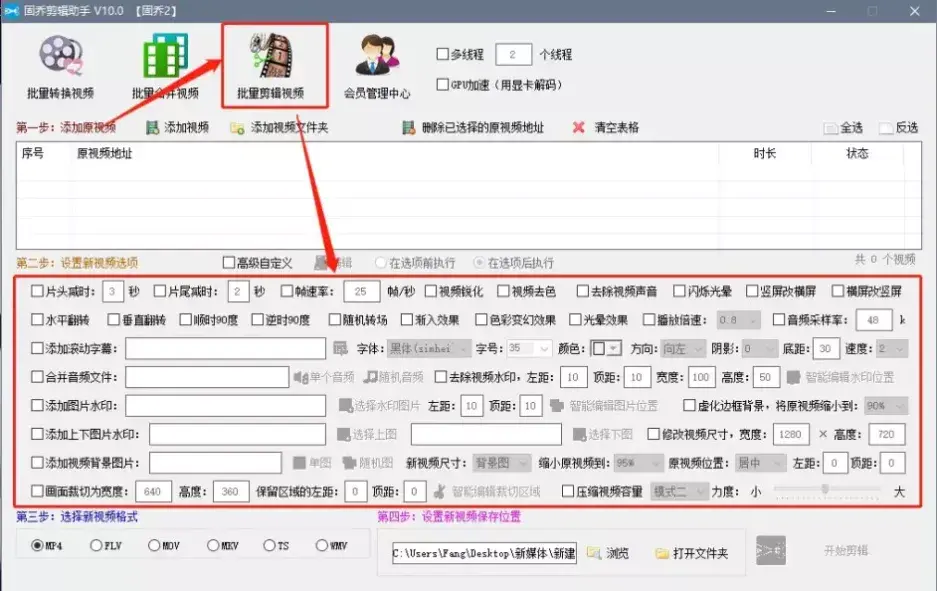 固乔剪辑助手 V10.0 【固乔2】
批量转换视频 批量合并视频 批量剪辑视频 会员管理中心 多线程 2 个线程
GPU加速（用显卡解码）
第一步：添加原视频 添加视频 添加视频文件夹 删除已选择的原视频地址 清空表格 全选 反选
序号 原视频地址 时长 状态
第二步：设置新视频选项 高级自定义 剪辑 在选项前执行 在选项后执行 共 0 个视频
片头减时： 3 秒 片尾减时： 2 秒 帧速率： 25 帧/秒 视频锐化 视频去色 去除视频声音 闪烁光晕 竖屏改横屏 横屏改竖屏
水平翻转 垂直翻转 顺时90度 逆时90度 随机转场 渐入效果 色彩变幻效果 光晕效果 播放倍速： 0.8 音频采样率： 48 k
添加滚动字幕： 字体： 黑体(simhei 字号： 35 颜色： 方向： 向左 阴影： 0 底距： 30 速度： 2
合并音频文件： 单个音频 随机音频 去除视频水印，左距： 10 顶距： 10 宽度： 100 高度： 50 智能编辑水印位置
添加图片水印： 选择水印图片 左距： 10 顶距： 10 智能编辑图片位置 虚化边框背景，将原视频缩小到： 90%
添加上下图片水印： 选择上图 选择下图 修改视频尺寸，宽度： 1280 × 高度： 720
添加视频背景图片： 单图 随机图 新视频尺寸： 背景图 缩小原视频到： 95% 原视频位置： 居中 左距： 0 顶距： 0
画面裁切为宽度： 640 高度： 360 保留区域的左距： 0 顶距： 0 智能编辑裁切区域 压缩视频容量 模式二 力度： 小 大
第三步：选择新视频格式 第四步：设置新视频保存位置
MP4 FLV MOV MKV TS WMV C:\Users\Fang\Desktop\新媒体\新建 浏览 打开文件夹 开始剪辑